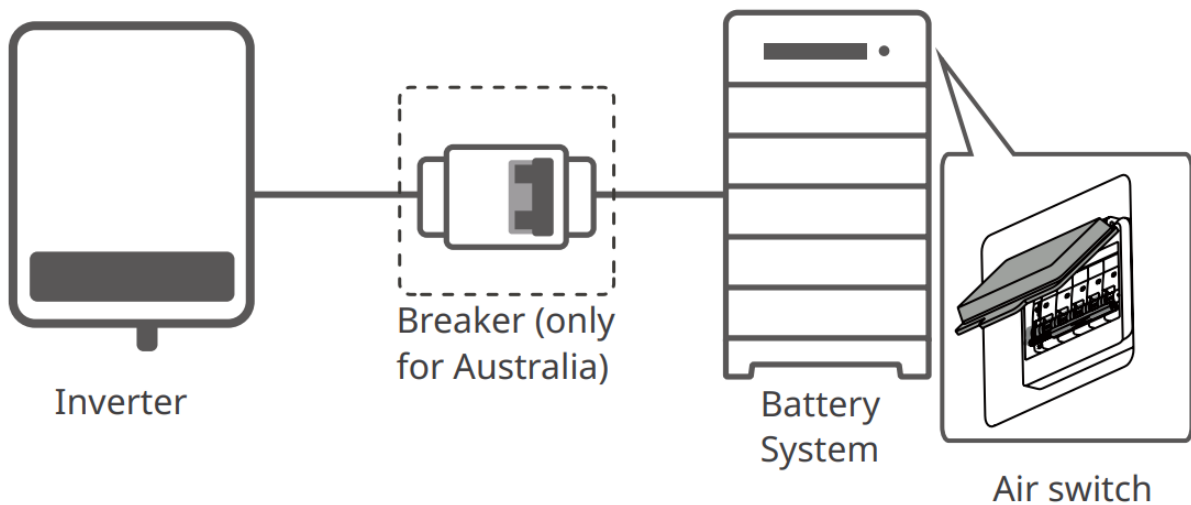 Inverter
Breaker (only
for Australia)
Battery
System
Air switch